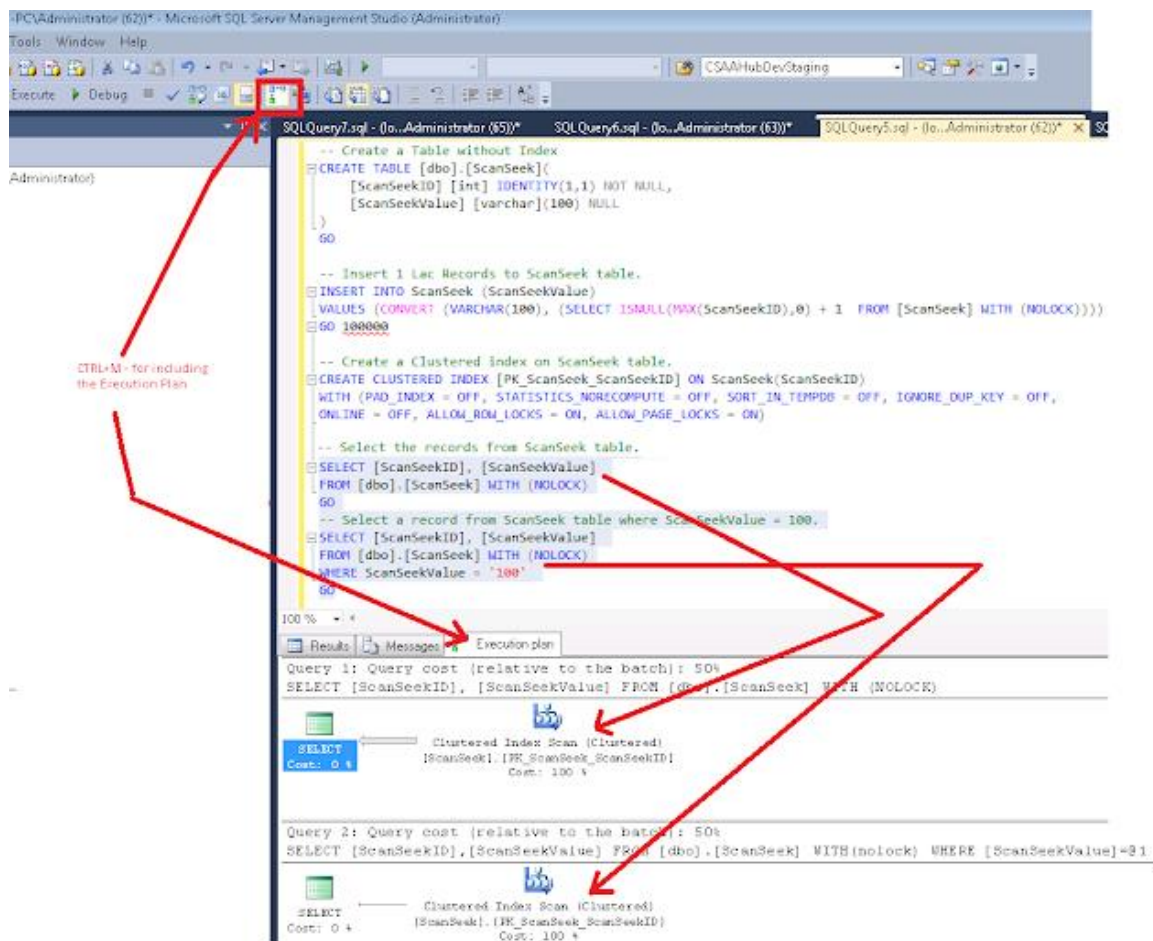 -PC\Administrator (62))* - Microsoft SQL Server Management Studio (Administrator)
Tools Window Help
CSAAHubDevStaging
Execute Debug
SQLQuery7.sql - (lo...Administrator (65))* SQLQuery6.sql - (lo...Administrator (63))* SQLQuery5.sql - (lo...Administrator (62))* SQ
Administrator)
-- Create a Table without Index
CREATE TABLE [dbo].[ScanSeek](
[ScanSeekID] [int] IDENTITY(1,1) NOT NULL,
[ScanSeekValue] [varchar](100) NULL
)
GO
-- Insert 1 Lac Records to ScanSeek table.
INSERT INTO ScanSeek (ScanSeekValue)
VALUES (CONVERT (VARCHAR(100), (SELECT ISNULL(MAX(ScanSeekID),0) + 1 FROM [ScanSeek] WITH (NOLOCK))))
GO 100000
CTRL+M - for including
the Execution Plan
-- Create a Clustered index on ScanSeek table.
CREATE CLUSTERED INDEX [PK_ScanSeek_ScanSeekID] ON ScanSeek(ScanSeekID)
WITH (PAD_INDEX = OFF, STATISTICS_NORECOMPUTE = OFF, SORT_IN_TEMPDB = OFF, IGNORE_DUP_KEY = OFF,
ONLINE = OFF, ALLOW_ROW_LOCKS = ON, ALLOW_PAGE_LOCKS = ON)
-- Select the records from ScanSeek table.
SELECT [ScanSeekID], [ScanSeekValue]
FROM [dbo].[ScanSeek] WITH (NOLOCK)
GO
-- Select a record from ScanSeek table where ScanSeekValue = 100.
SELECT [ScanSeekID], [ScanSeekValue]
FROM [dbo].[ScanSeek] WITH (NOLOCK)
WHERE ScanSeekValue = '100'
GO
100 %
Results Messages Execution plan
Query 1: Query cost (relative to the batch): 50%
SELECT [ScanSeekID], [ScanSeekValue] FROM [dbo].[ScanSeek] WITH (NOLOCK)
SELECT
Cost: 0 %
Clustered Index Scan (Clustered)
[ScanSeek].[PK_ScanSeek_ScanSeekID]
Cost: 100 %
Query 2: Query cost (relative to the batch): 50%
SELECT [ScanSeekID],[ScanSeekValue] FROM [dbo].[ScanSeek] WITH(nolock) WHERE [ScanSeekValue]=@1
SELECT
Cost: 0 %
Clustered Index Scan (Clustered)
[ScanSeek].[PK_ScanSeek_ScanSeekID]
Cost: 100 %